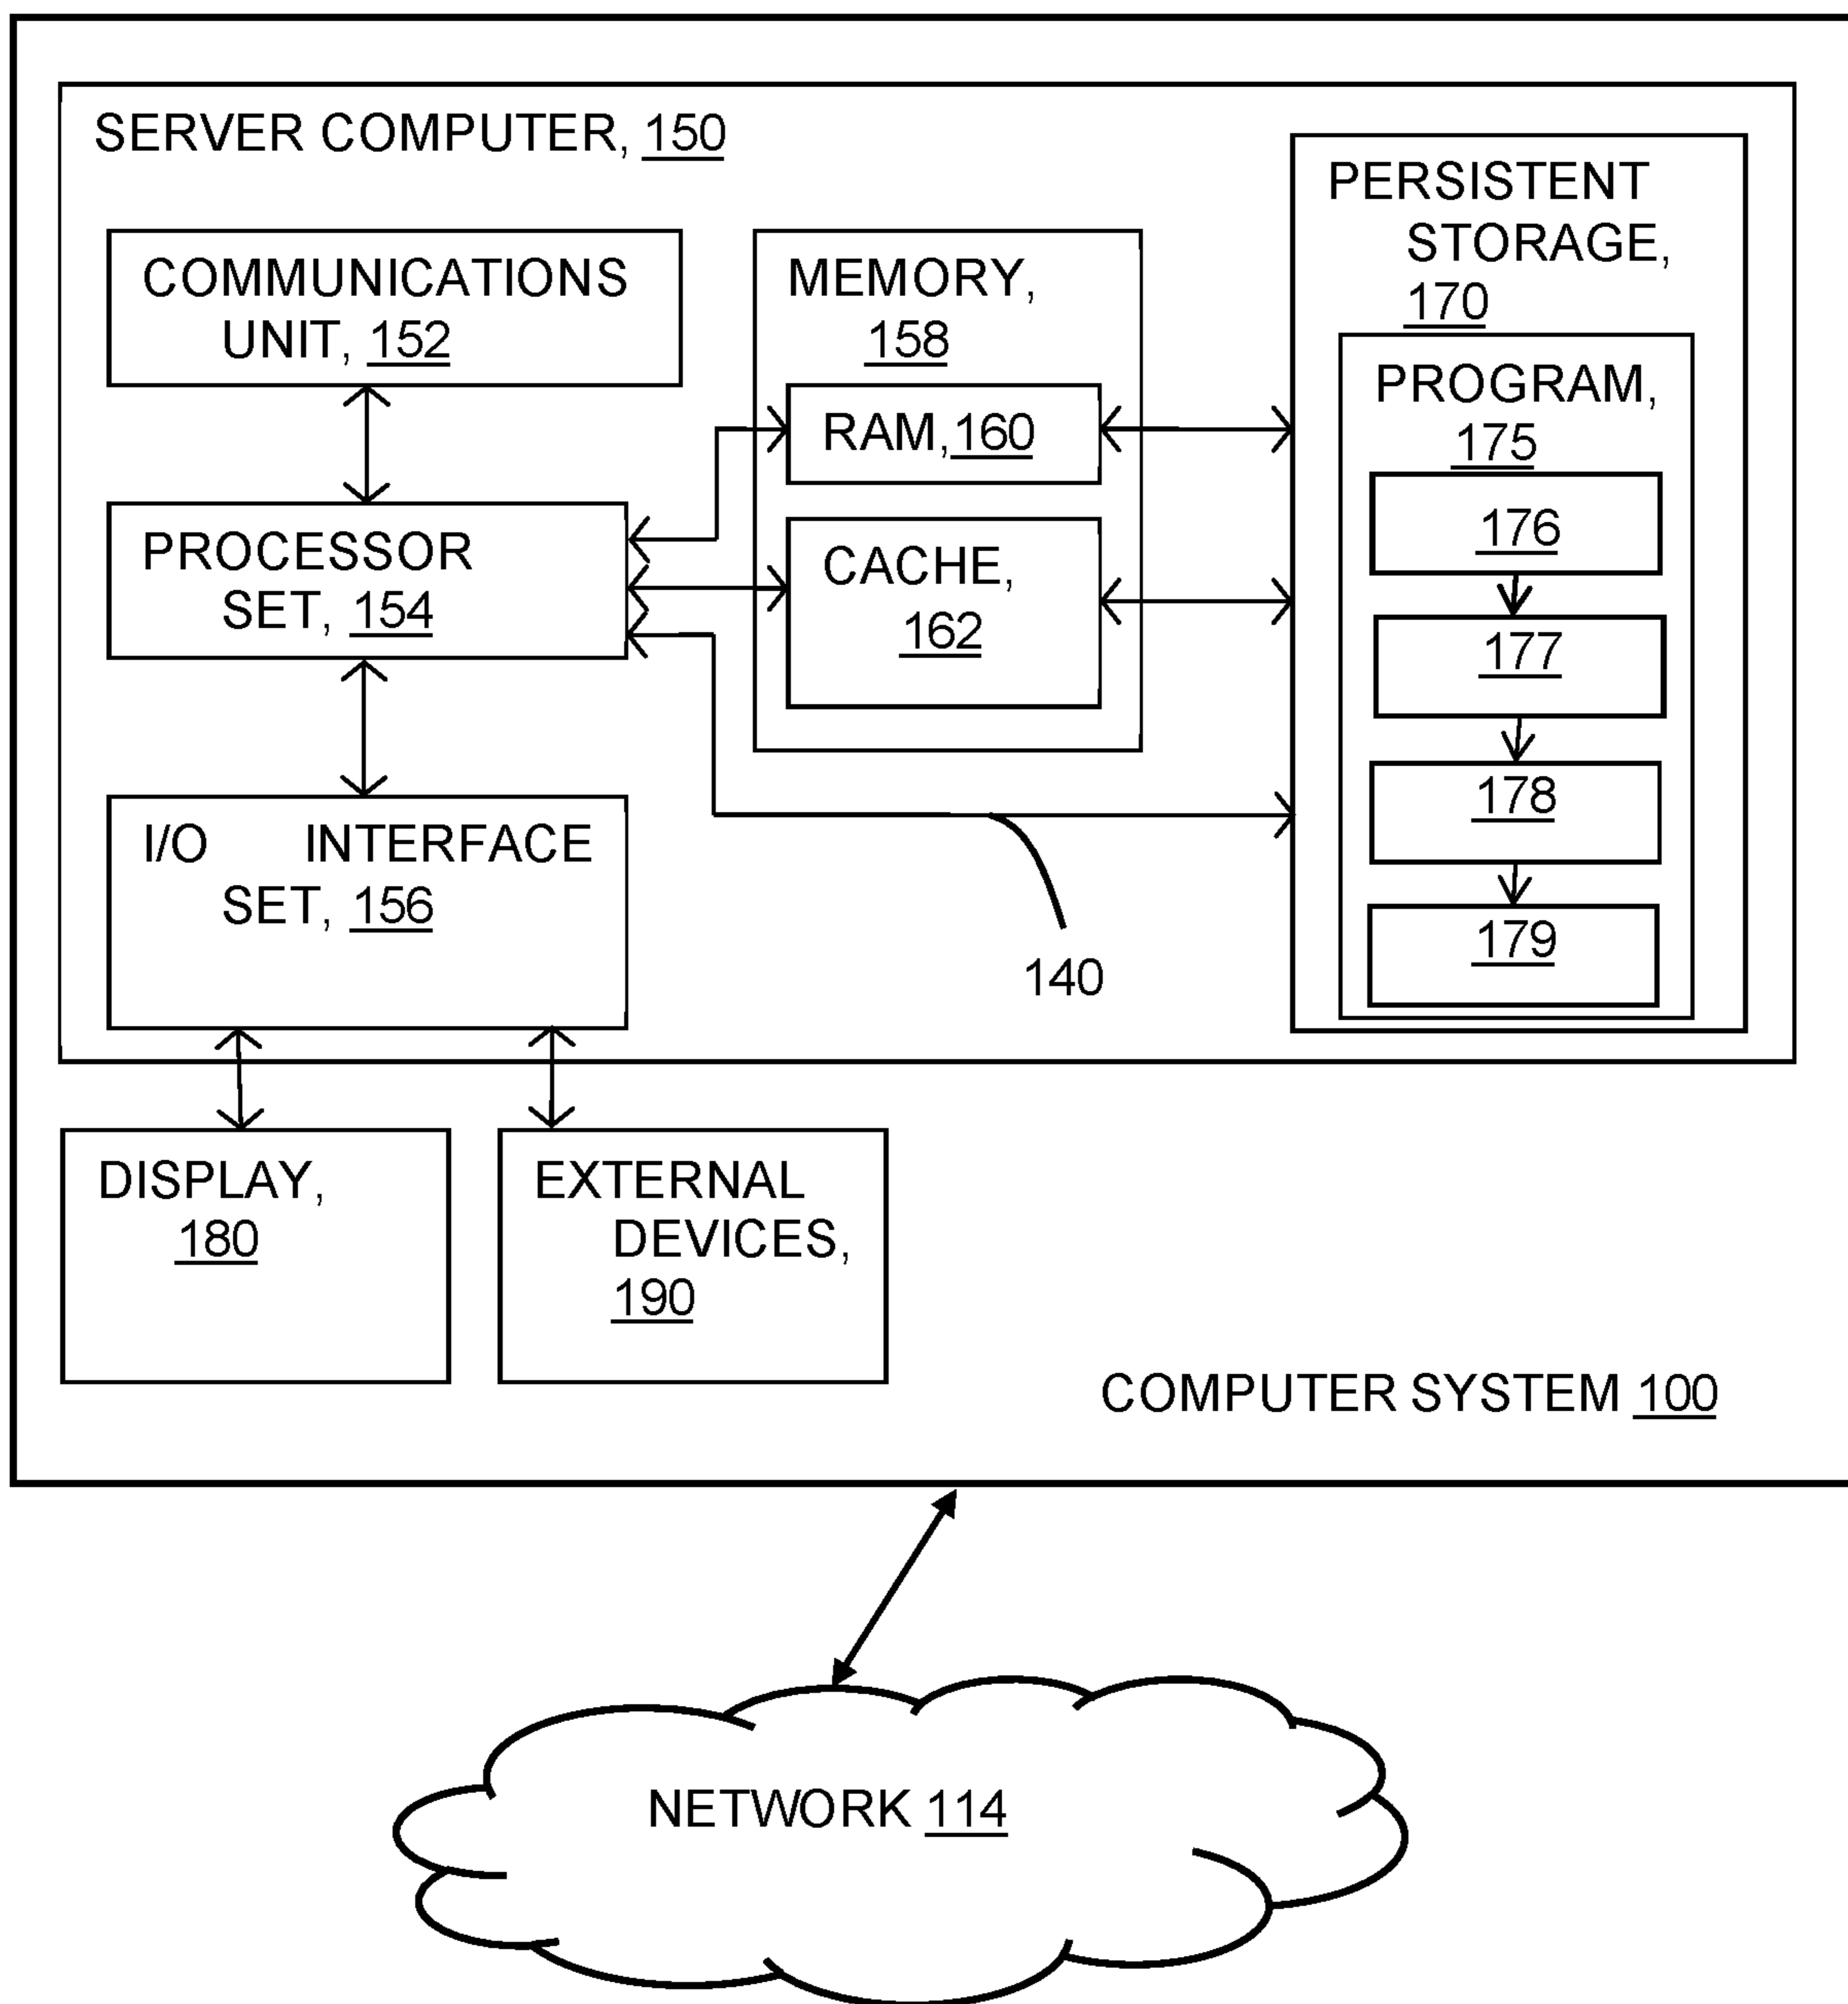 SERVER COMPUTER, 150
COMMUNICATIONS
UNIT, 152
PROCESSOR
SET, 154
I/O INTERFACE
SET, 156
MEMORY,
158
RAM, 160
CACHE,
162
140
PERSISTENT
STORAGE,
170
PROGRAM,
175
176
177
178
179
DISPLAY,
180
EXTERNAL
DEVICES,
190
COMPUTER SYSTEM 100
NETWORK 114